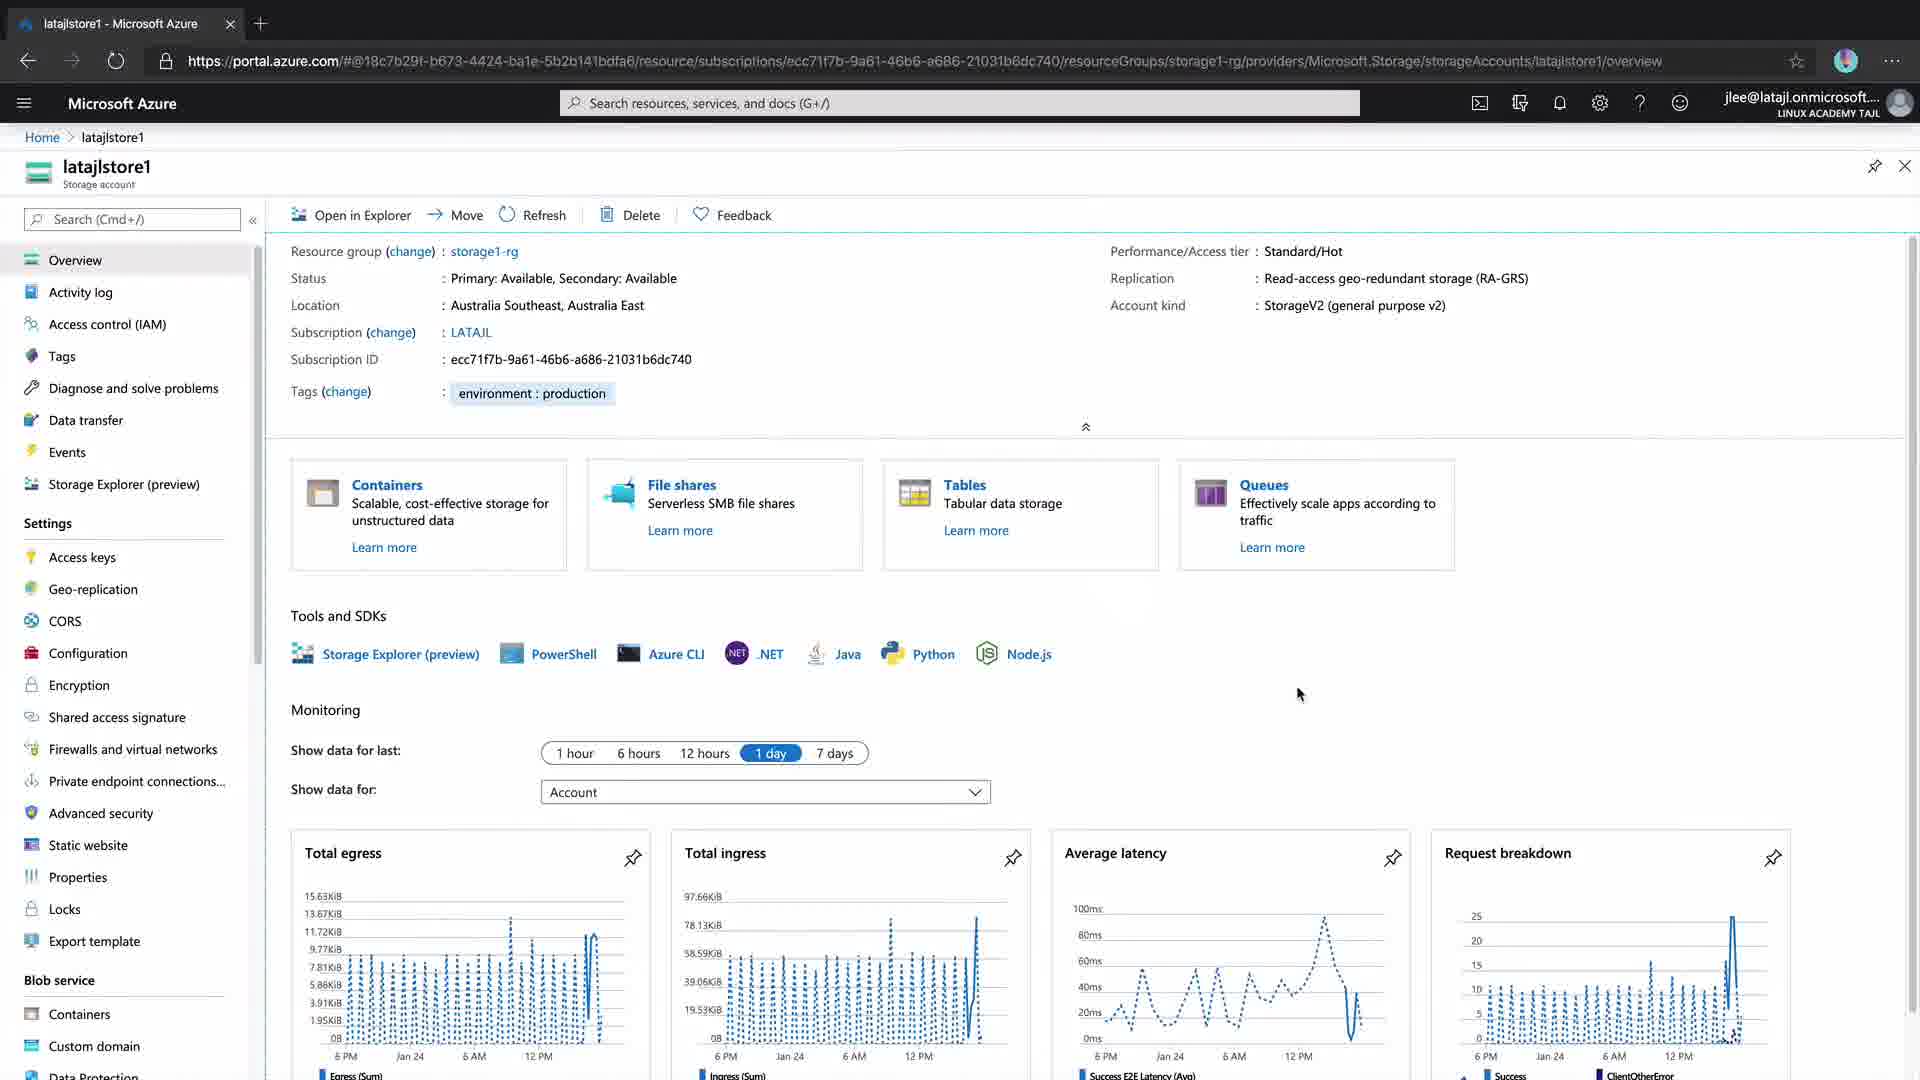 latajlstore1 - Microsoft Azure
https://portal.azure.com/#@18c7b29f-b673-4424-ba1e-5b2b141bdfa6/resource/subscriptions/ecc71f7b-9a61-46b6-a686-21031b6dc740/resourceGroups/storage1-rg/providers/Microsoft.Storage/storageAccounts/latajlstore1/overview
Microsoft Azure
Search resources, services, and docs (G+/)
jlee@latajl.onmicrosoft....
LINUX ACADEMY TAJL
Home > latajlstore1
latajlstore1
Storage account
Search (Cmd+/)
Overview
Activity log
Access control (IAM)
Tags
Diagnose and solve problems
Data transfer
Events
Storage Explorer (preview)
Settings
Access keys
Geo-replication
CORS
Configuration
Encryption
Shared access signature
Firewalls and virtual networks
Private endpoint connections...
Advanced security
Static website
Properties
Locks
Export template
Blob service
Containers
Custom domain
Data Protection
Open in Explorer Move Refresh Delete Feedback
Resource group (change) : storage1-rg
Status : Primary: Available, Secondary: Available
Location : Australia Southeast, Australia East
Subscription (change) : LATAJL
Subscription ID : ecc71f7b-9a61-46b6-a686-21031b6dc740
Tags (change) : environment : production
Performance/Access tier : Standard/Hot
Replication : Read-access geo-redundant storage (RA-GRS)
Account kind : StorageV2 (general purpose v2)
Containers
Scalable, cost-effective storage for
unstructured data
Learn more
File shares
Serverless SMB file shares
Learn more
Tables
Tabular data storage
Learn more
Queues
Effectively scale apps according to
traffic
Learn more
Tools and SDKs
Storage Explorer (preview) PowerShell Azure CLI NET .NET Java Python JS Node.js
Monitoring
Show data for last: 1 hour 6 hours 12 hours 1 day 7 days
Show data for: Account
Total egress
15.63KiB
13.67KiB
11.72KiB
9.77KiB
7.81KiB
5.86KiB
3.91KiB
1.95KiB
0B
6 PM Jan 24 6 AM 12 PM
Egress (Sum)
Total ingress
97.66KiB
78.13KiB
58.59KiB
39.06KiB
19.53KiB
0B
6 PM Jan 24 6 AM 12 PM
Ingress (Sum)
Average latency
100ms
80ms
60ms
40ms
20ms
0ms
6 PM Jan 24 6 AM 12 PM
Success E2E Latency (Avg)
Request breakdown
25
20
15
10
5
0
6 PM Jan 24 6 AM 12 PM
Success ClientOtherError